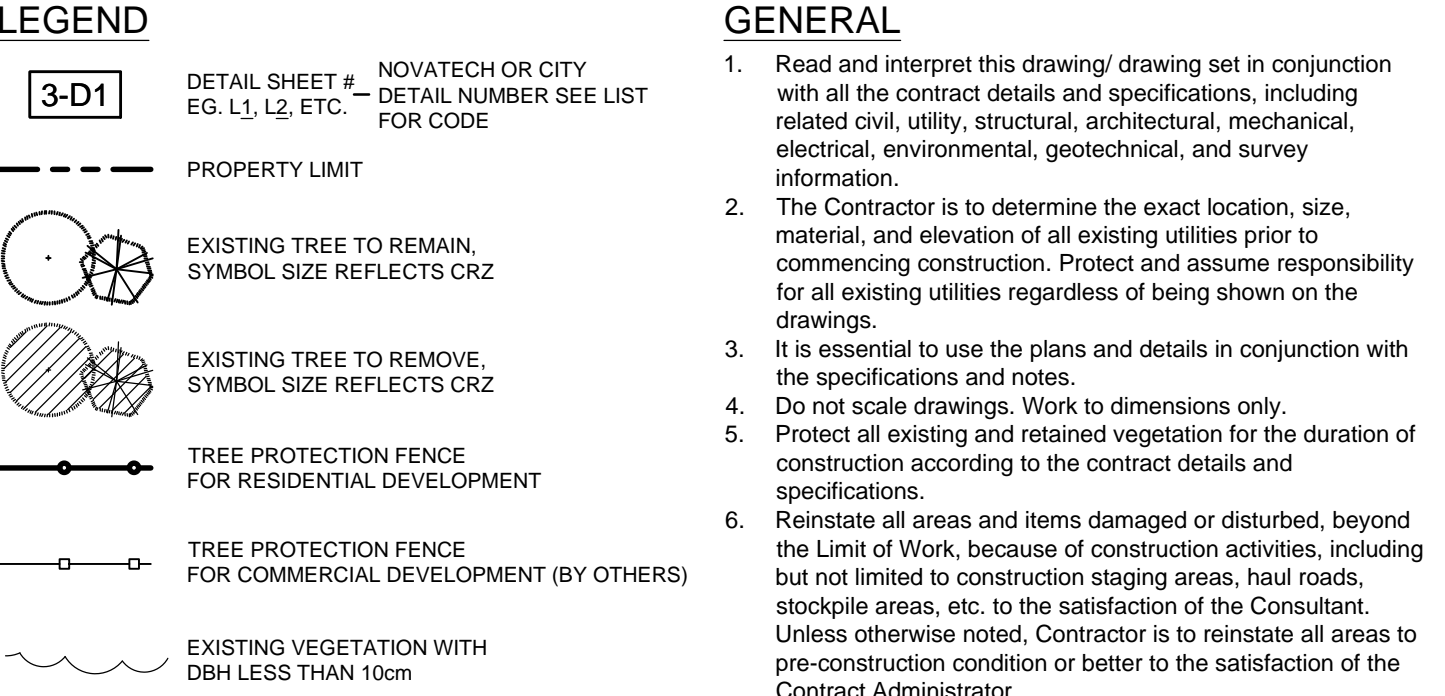 LEGEND
3-D1
DETAIL SHEET # –
EG. L1, L2, ETC.
NOVATECH OR CITY
DETAIL NUMBER SEE LIST
FOR CODE
PROPERTY LIMIT
EXISTING TREE TO REMAIN,
SYMBOL SIZE REFLECTS CRZ
EXISTING TREE TO REMOVE,
SYMBOL SIZE REFLECTS CRZ
TREE PROTECTION FENCE
FOR RESIDENTIAL DEVELOPMENT
TREE PROTECTION FENCE
FOR COMMERCIAL DEVELOPMENT (BY OTHERS)
EXISTING VEGETATION WITH
DBH LESS THAN 10cm
GENERAL
1. Read and interpret this drawing/ drawing set in conjunction
with all the contract details and specifications, including
related civil, utility, structural, architectural, mechanical,
electrical, environmental, geotechnical, and survey
information.
2. The Contractor is to determine the exact location, size,
material, and elevation of all existing utilities prior to
commencing construction. Protect and assume responsibility
for all existing utilities regardless of being shown on the
drawings.
3. It is essential to use the plans and details in conjunction with
the specifications and notes.
4. Do not scale drawings. Work to dimensions only.
5. Protect all existing and retained vegetation for the duration of
construction according to the contract details and
specifications.
6. Reinstate all areas and items damaged or disturbed, beyond
the Limit of Work, because of construction activities, including
but not limited to construction staging areas, haul roads,
stockpile areas, etc. to the satisfaction of the Consultant.
Unless otherwise noted, Contractor is to reinstate all areas to
pre-construction condition or better to the satisfaction of the
Contract Administrator